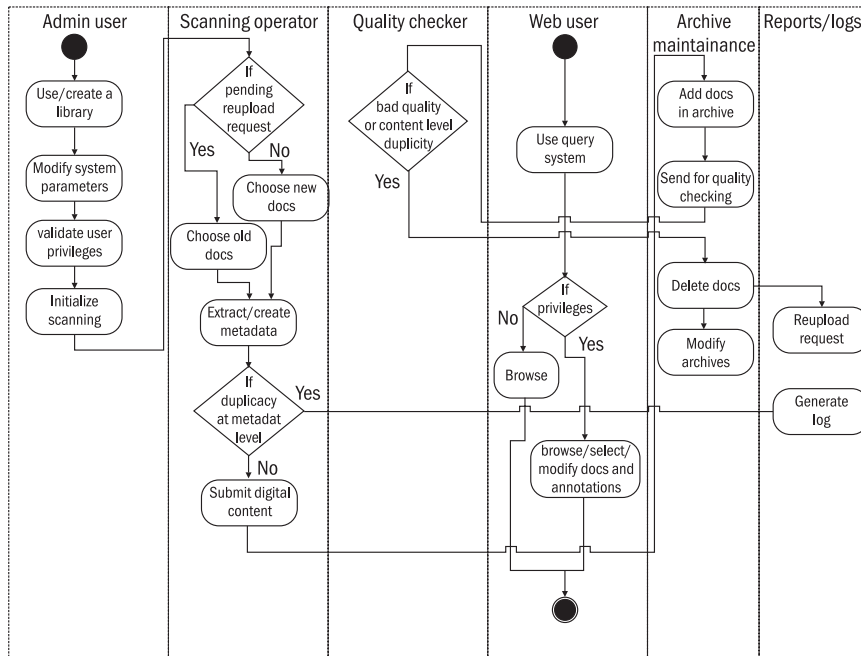 Admin user
Scanning operator
Quality checker
Web user
Archive
maintainance
Reports/logs
Use/create a
library
Modify system
parameters
validate user
privileges
Initialize
scanning
If
pending
reupload
request
Yes
No
Choose new
docs
Choose old
docs
Extract/create
metadata
If
duplicacy
at metadat
level
Yes
No
Submit digital
content
If
bad quality
or content level
duplicity
Yes
Use query
system
If
privileges
No
Yes
Browse
browse/select/
modify docs and
annotations
Add docs
in archive
Send for quality
checking
Delete docs
Modify
archives
Reupload
request
Generate
log